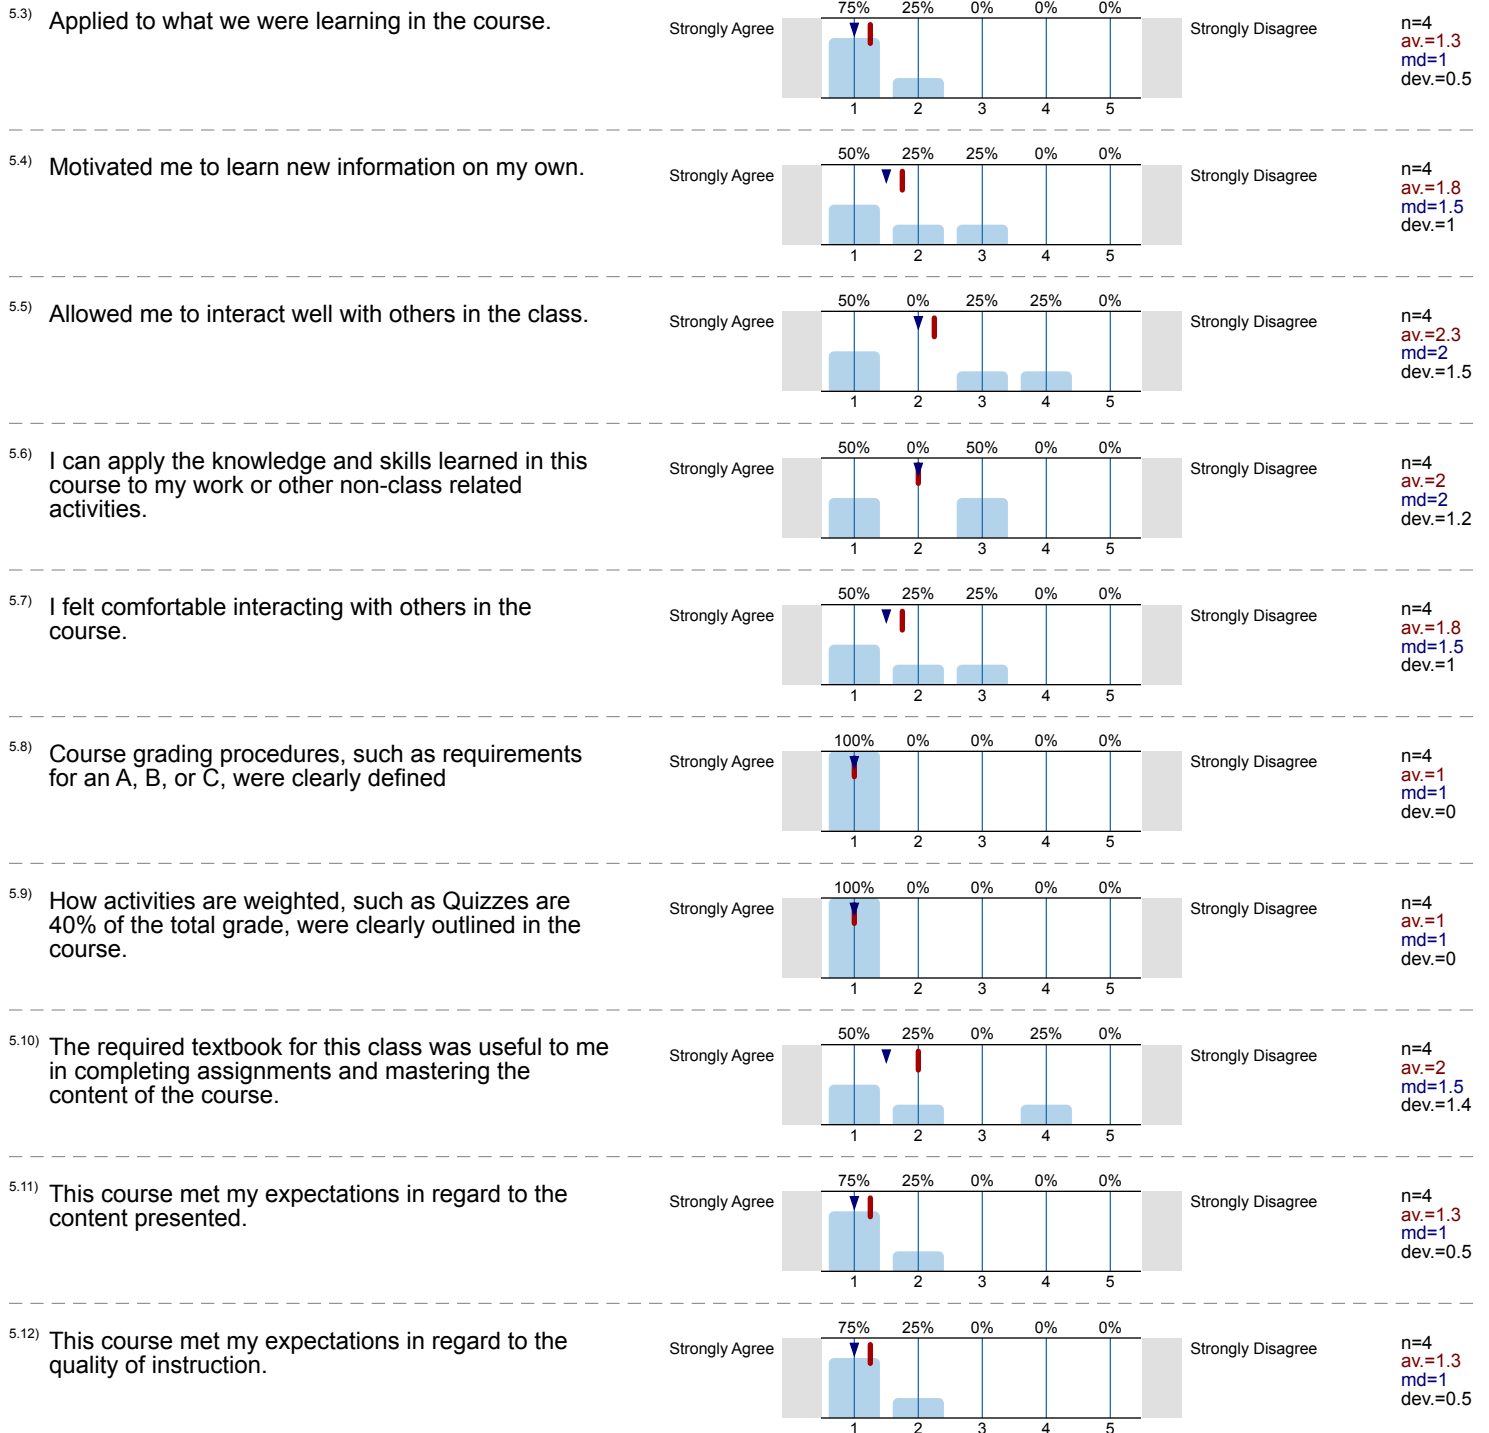 5.3) Applied to what we were learning in the course.
Strongly Agree
75% 25% 0% 0% 0%
1 2 3 4 5
Strongly Disagree
n=4
av.=1.3
md=1
dev.=0.5
5.4) Motivated me to learn new information on my own.
Strongly Agree
50% 25% 25% 0% 0%
1 2 3 4 5
Strongly Disagree
n=4
av.=1.8
md=1.5
dev.=1
5.5) Allowed me to interact well with others in the class.
Strongly Agree
50% 0% 25% 25% 0%
1 2 3 4 5
Strongly Disagree
n=4
av.=2.3
md=2
dev.=1.5
5.6) I can apply the knowledge and skills learned in this
course to my work or other non-class related
activities.
Strongly Agree
50% 0% 50% 0% 0%
1 2 3 4 5
Strongly Disagree
n=4
av.=2
md=2
dev.=1.2
5.7) I felt comfortable interacting with others in the
course.
Strongly Agree
50% 25% 25% 0% 0%
1 2 3 4 5
Strongly Disagree
n=4
av.=1.8
md=1.5
dev.=1
5.8) Course grading procedures, such as requirements
for an A, B, or C, were clearly defined
Strongly Agree
100% 0% 0% 0% 0%
1 2 3 4 5
Strongly Disagree
n=4
av.=1
md=1
dev.=0
5.9) How activities are weighted, such as Quizzes are
40% of the total grade, were clearly outlined in the
course.
Strongly Agree
100% 0% 0% 0% 0%
1 2 3 4 5
Strongly Disagree
n=4
av.=1
md=1
dev.=0
5.10) The required textbook for this class was useful to me
in completing assignments and mastering the
content of the course.
Strongly Agree
50% 25% 0% 25% 0%
1 2 3 4 5
Strongly Disagree
n=4
av.=2
md=1.5
dev.=1.4
5.11) This course met my expectations in regard to the
content presented.
Strongly Agree
75% 25% 0% 0% 0%
1 2 3 4 5
Strongly Disagree
n=4
av.=1.3
md=1
dev.=0.5
5.12) This course met my expectations in regard to the
quality of instruction.
Strongly Agree
75% 25% 0% 0% 0%
1 2 3 4 5
Strongly Disagree
n=4
av.=1.3
md=1
dev.=0.5